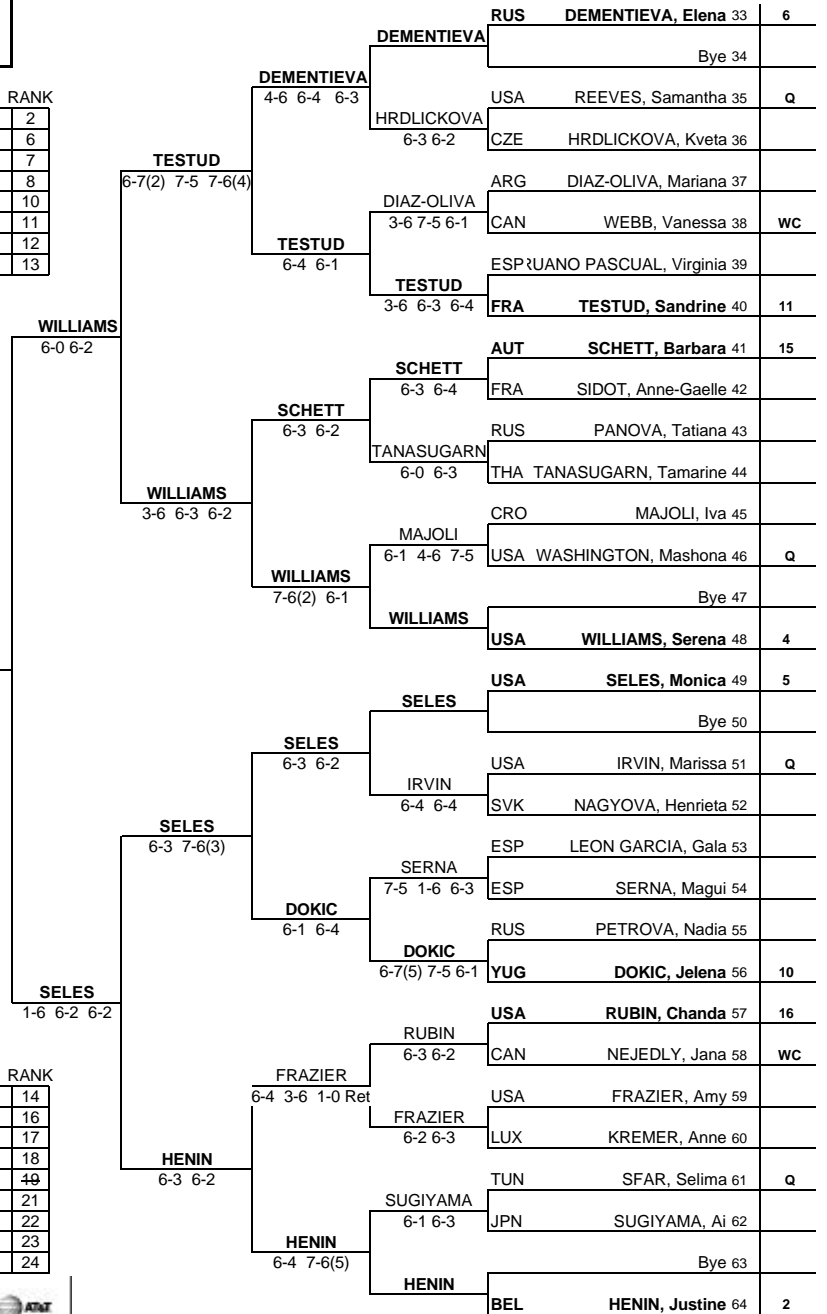 RUS DEMENTIEVA, Elena 33 6
DEMENTIEVA
Bye 34
DEMENTIEVA
4-6 6-4 6-3
RANK
USA REEVES, Samantha 35 Q
2
HRDLICKOVA
6-3 6-2
6
CZE HRDLICKOVA, Kveta 36
7
TESTUD
6-7(2) 7-5 7-6(4)
8
ARG DIAZ-OLIVA, Mariana 37
10
DIAZ-OLIVA
3-6 7-5 6-1
11
CAN WEBB, Vanessa 38 WC
12
TESTUD
6-4 6-1
13
ESP RUANO PASCUAL, Virginia 39
TESTUD
3-6 6-3 6-4
FRA TESTUD, Sandrine 40 11
WILLIAMS
6-0 6-2
AUT SCHETT, Barbara 41 15
SCHETT
6-3 6-4
FRA SIDOT, Anne-Gaelle 42
SCHETT
6-3 6-2
RUS PANOVA, Tatiana 43
TANASUGARN
6-0 6-3
THA TANASUGARN, Tamarine 44
WILLIAMS
3-6 6-3 6-2
CRO MAJOLI, Iva 45
MAJOLI
6-1 4-6 7-5
USA WASHINGTON, Mashona 46 Q
WILLIAMS
7-6(2) 6-1
Bye 47
WILLIAMS
USA WILLIAMS, Serena 48 4
USA SELES, Monica 49 5
SELES
Bye 50
SELES
6-3 6-2
USA IRVIN, Marissa 51 Q
IRVIN
6-4 6-4
SVK NAGYOVA, Henrieta 52
SELES
6-3 7-6(3)
ESP LEON GARCIA, Gala 53
SERNA
7-5 1-6 6-3
ESP SERNA, Magui 54
DOKIC
6-1 6-4
RUS PETROVA, Nadia 55
DOKIC
6-7(5) 7-5 6-1
YUG DOKIC, Jelena 56 10
SELES
1-6 6-2 6-2
USA RUBIN, Chanda 57 16
RUBIN
6-3 6-2
CAN NEJEDLY, Jana 58 WC
RANK
FRAZIER
6-4 3-6 1-0 Ret
14
USA FRAZIER, Amy 59
16
FRAZIER
6-2 6-3
17
LUX KREMER, Anne 60
18
HENIN
6-3 6-2
19
TUN SFAR, Selima 61 Q
21
SUGIYAMA
6-1 6-3
22
JPN SUGIYAMA, Ai 62
23
HENIN
6-4 7-6(5)
24
Bye 63
HENIN
AT&T
BEL HENIN, Justine 64 2